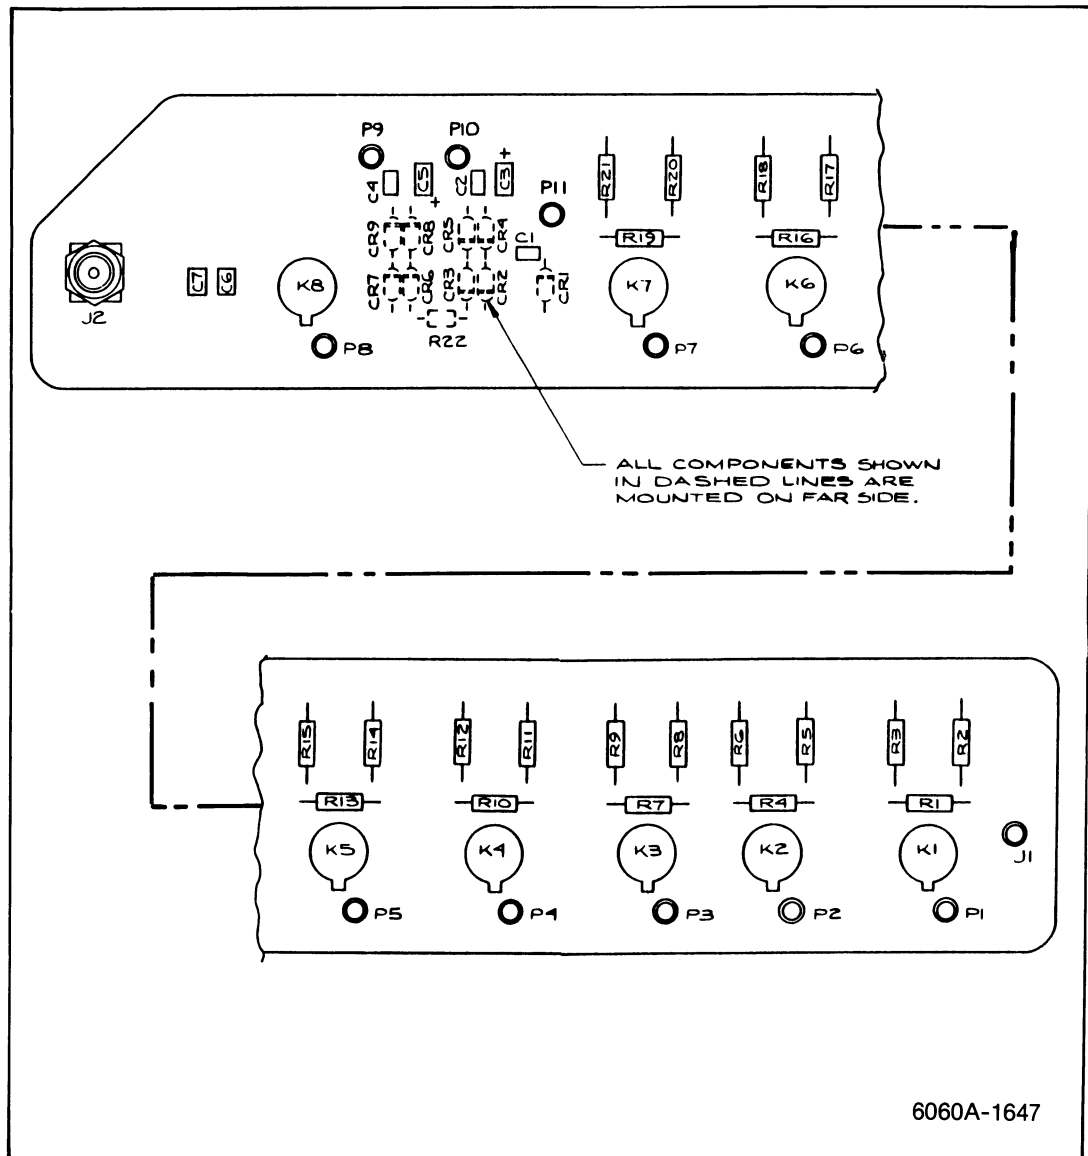 P9 P10
C4 C5 + C2 C3 +
P11
R21 R20 R18 R17
CR9 CR8 CR5 CR4
C1
R19 R16
J2
C7 C6
K8
CR7 CR6 CR3 CR2 CR1
K7 K6
R22
P8 P7 P6
ALL COMPONENTS SHOWN
IN DASHED LINES ARE
MOUNTED ON FAR SIDE.
R15 R14 R12 R11 R9 R8 R6 R5 R3 R2
R13 R10 R7 R4 R1
K5 K4 K3 K2 K1
J1
P5 P4 P3 P2 P1
6060A-1647